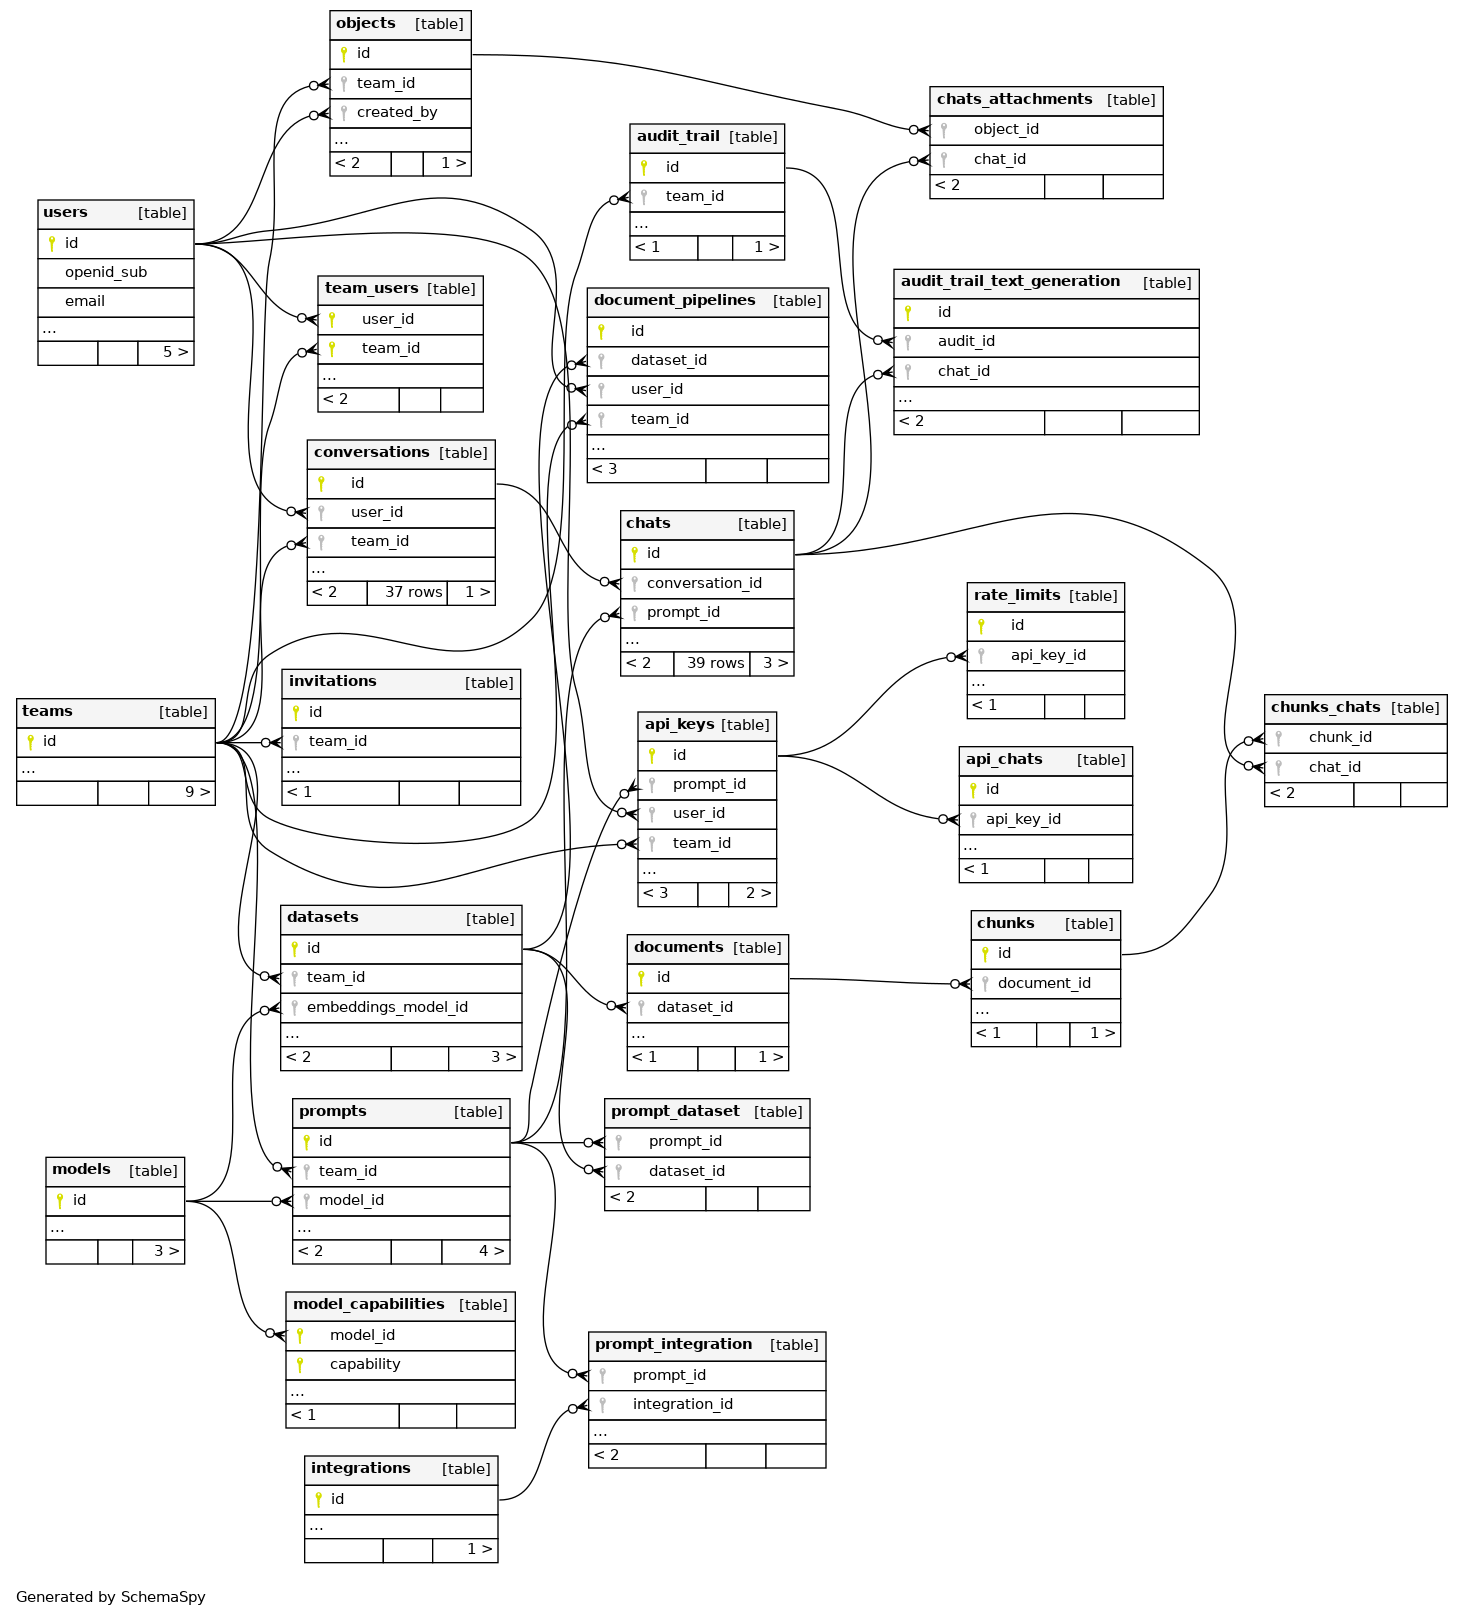 objects [table]
id
team_id
created_by
...
< 2 1 >
chats_attachments [table]
object_id
chat_id
< 2
audit_trail [table]
id
team_id
...
< 1 1 >
users [table]
id
openid_sub
email
...
5 >
team_users [table]
user_id
team_id
...
< 2
document_pipelines [table]
id
dataset_id
user_id
team_id
...
< 3
audit_trail_text_generation [table]
id
audit_id
chat_id
...
< 2
conversations [table]
id
user_id
team_id
...
< 2 37 rows 1 >
chats [table]
id
conversation_id
prompt_id
...
< 2 39 rows 3 >
rate_limits [table]
id
api_key_id
...
< 1
teams [table]
id
...
9 >
invitations [table]
id
team_id
...
< 1
api_keys [table]
id
prompt_id
user_id
team_id
...
< 3 2 >
api_chats [table]
id
api_key_id
...
< 1
chunks_chats [table]
chunk_id
chat_id
< 2
datasets [table]
id
team_id
embeddings_model_id
...
< 2 3 >
documents [table]
id
dataset_id
...
< 1 1 >
chunks [table]
id
document_id
...
< 1 1 >
models [table]
id
...
3 >
prompts [table]
id
team_id
model_id
...
< 2 4 >
prompt_dataset [table]
prompt_id
dataset_id
< 2
model_capabilities [table]
model_id
capability
...
< 1
prompt_integration [table]
prompt_id
integration_id
...
< 2
integrations [table]
id
...
1 >
Generated by SchemaSpy